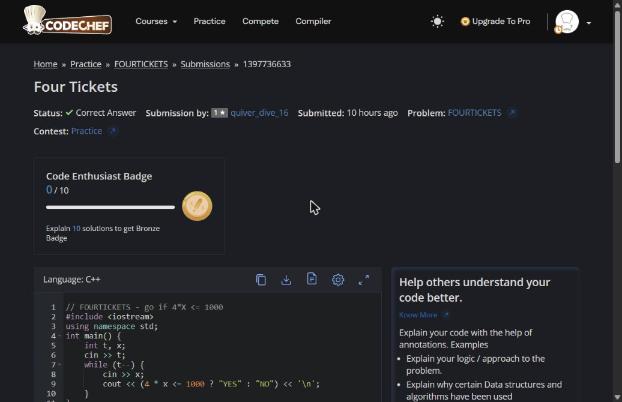 CODECHEF Courses Practice Compete Compiler Upgrade To Pro
Home » Practice » FOURTICKETS » Submissions » 1397736633
Four Tickets
Status: ✓ Correct Answer Submission by: 1★ quiver_dive_16 Submitted: 10 hours ago Problem: FOURTICKETS
Contest: Practice
Code Enthusiast Badge
0 / 10
Explain 10 solutions to get Bronze
Badge
Language: C++
1 // FOURTICKETS - go if 4*X <= 1000
2 #include <iostream>
3 using namespace std;
4 int main() {
5 int t, x;
6 cin >> t;
7 while (t--) {
8 cin >> x;
9 cout << (4 * x <= 1000 ? "YES" : "NO") << '\n';
10 }
Help others understand your
code better.
Know More
Explain your code with the help of
annotations. Examples
• Explain your logic / approach to the
problem.
• Explain why certain Data structures and
algorithms have been used